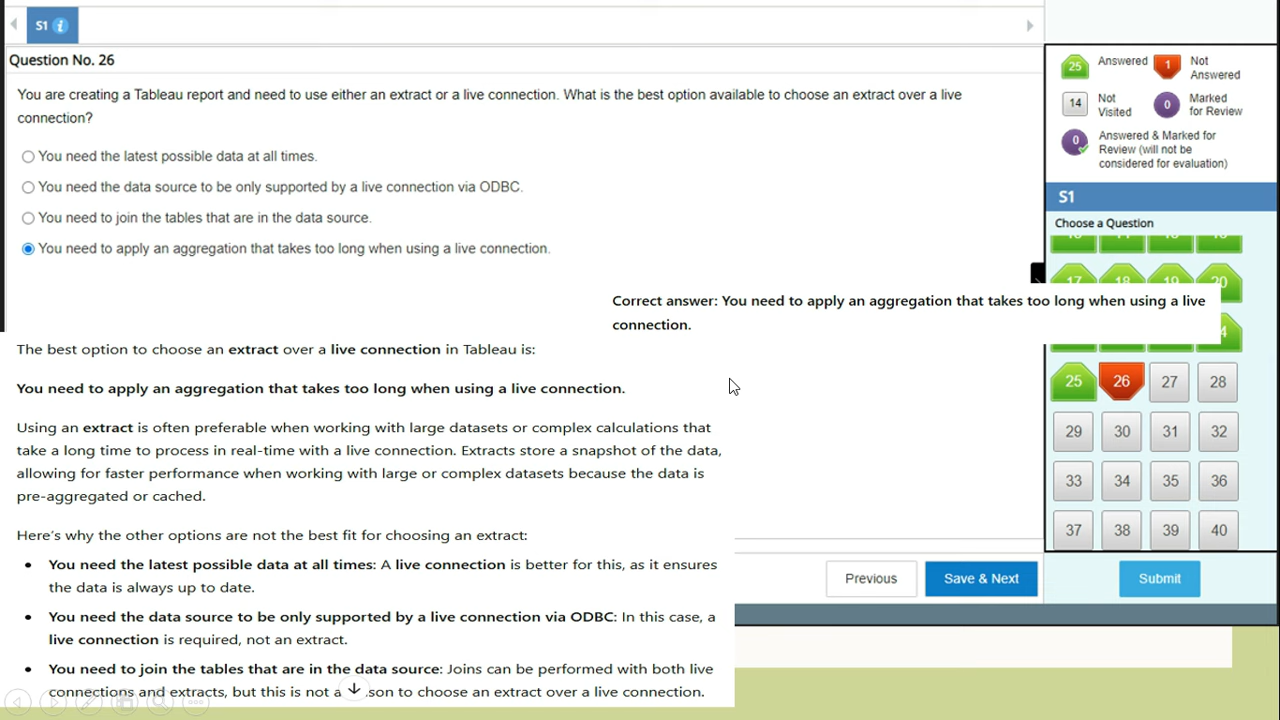 S1 i
Question No. 26
You are creating a Tableau report and need to use either an extract or a live connection. What is the best option available to choose an extract over a live
connection?
You need the latest possible data at all times.
You need the data source to be only supported by a live connection via ODBC.
You need to join the tables that are in the data source.
You need to apply an aggregation that takes too long when using a live connection.
Correct answer: You need to apply an aggregation that takes too long when using a live
connection.
The best option to choose an extract over a live connection in Tableau is:
You need to apply an aggregation that takes too long when using a live connection.
Using an extract is often preferable when working with large datasets or complex calculations that
take a long time to process in real-time with a live connection. Extracts store a snapshot of the data,
allowing for faster performance when working with large or complex datasets because the data is
pre-aggregated or cached.
Here's why the other options are not the best fit for choosing an extract:
• You need the latest possible data at all times: A live connection is better for this, as it ensures
the data is always up to date.
• You need the data source to be only supported by a live connection via ODBC: In this case, a
live connection is required, not an extract.
• You need to join the tables that are in the data source: Joins can be performed with both live
connections and extracts, but this is not a son to choose an extract over a live connection.
Previous
Save & Next
25 Answered 1 Not
Answered
14 Not
Visited
0 Marked
for Review
0 Answered & Marked for
Review (will not be
considered for evaluation)
S1
Choose a Question
17 18 19 20
4
25 26 27 28
29 30 31 32
33 34 35 36
37 38 39 40
Submit